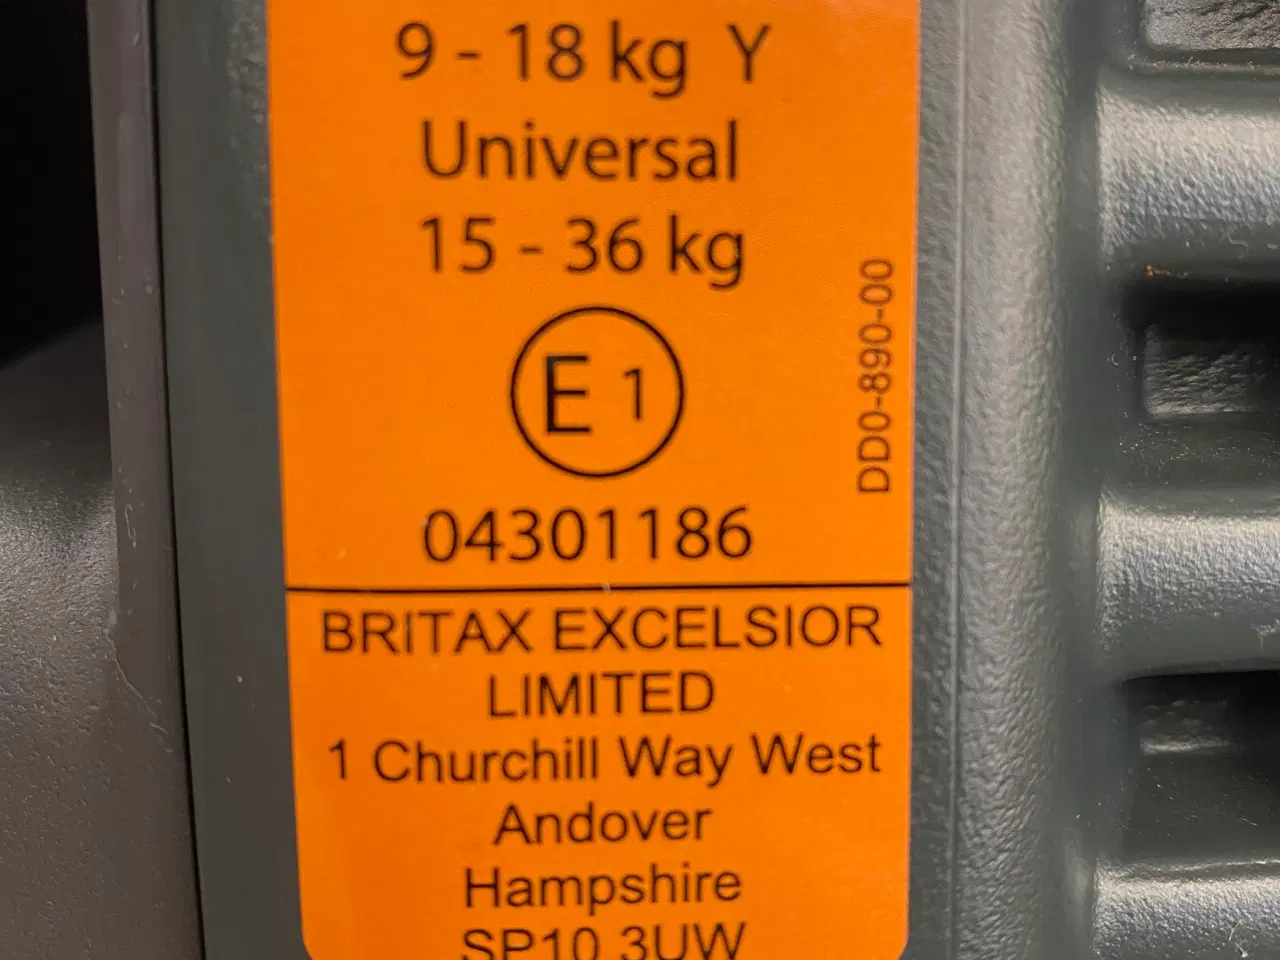 9 - 18 kg Y
Universal
15 - 36 kg
E 1
DD0-890-00
04301186
BRITAX EXCELSIOR
LIMITED
1 Churchill Way West
Andover
Hampshire
SP10 3UW